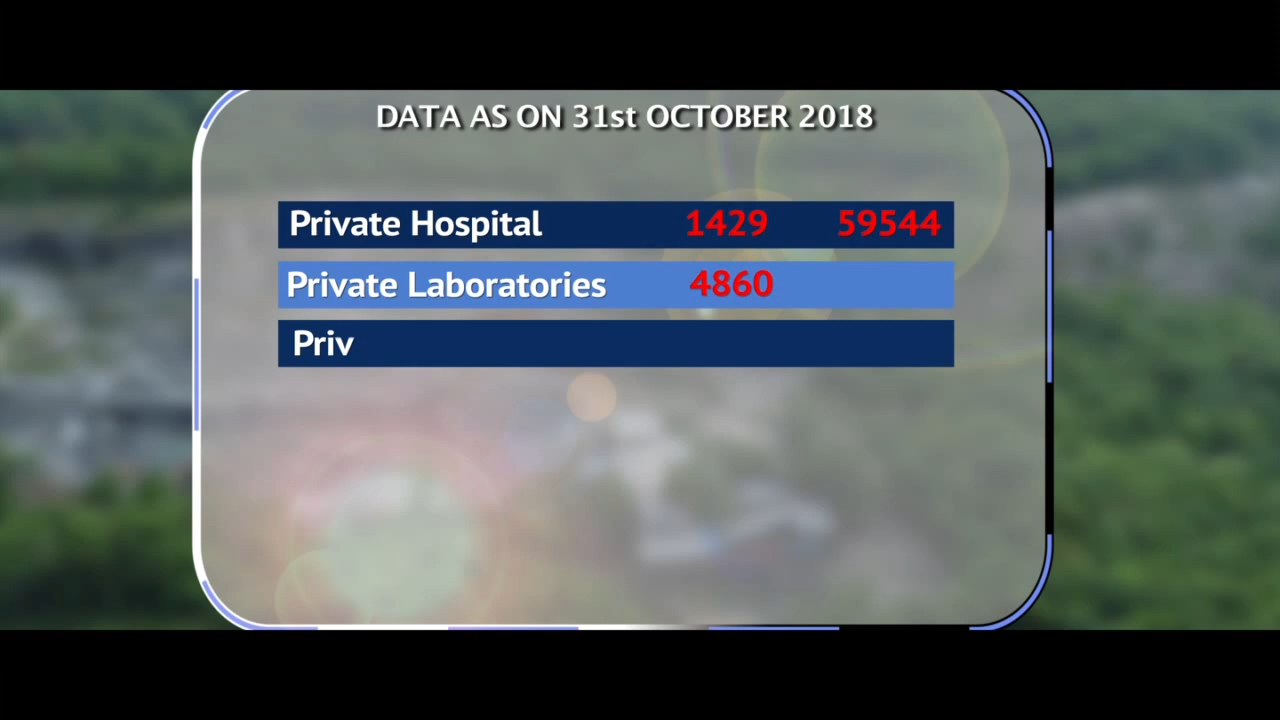 DATA AS ON 31st OCTOBER 2018
Private Hospital 1429 59544
Private Laboratories 4860
Priv